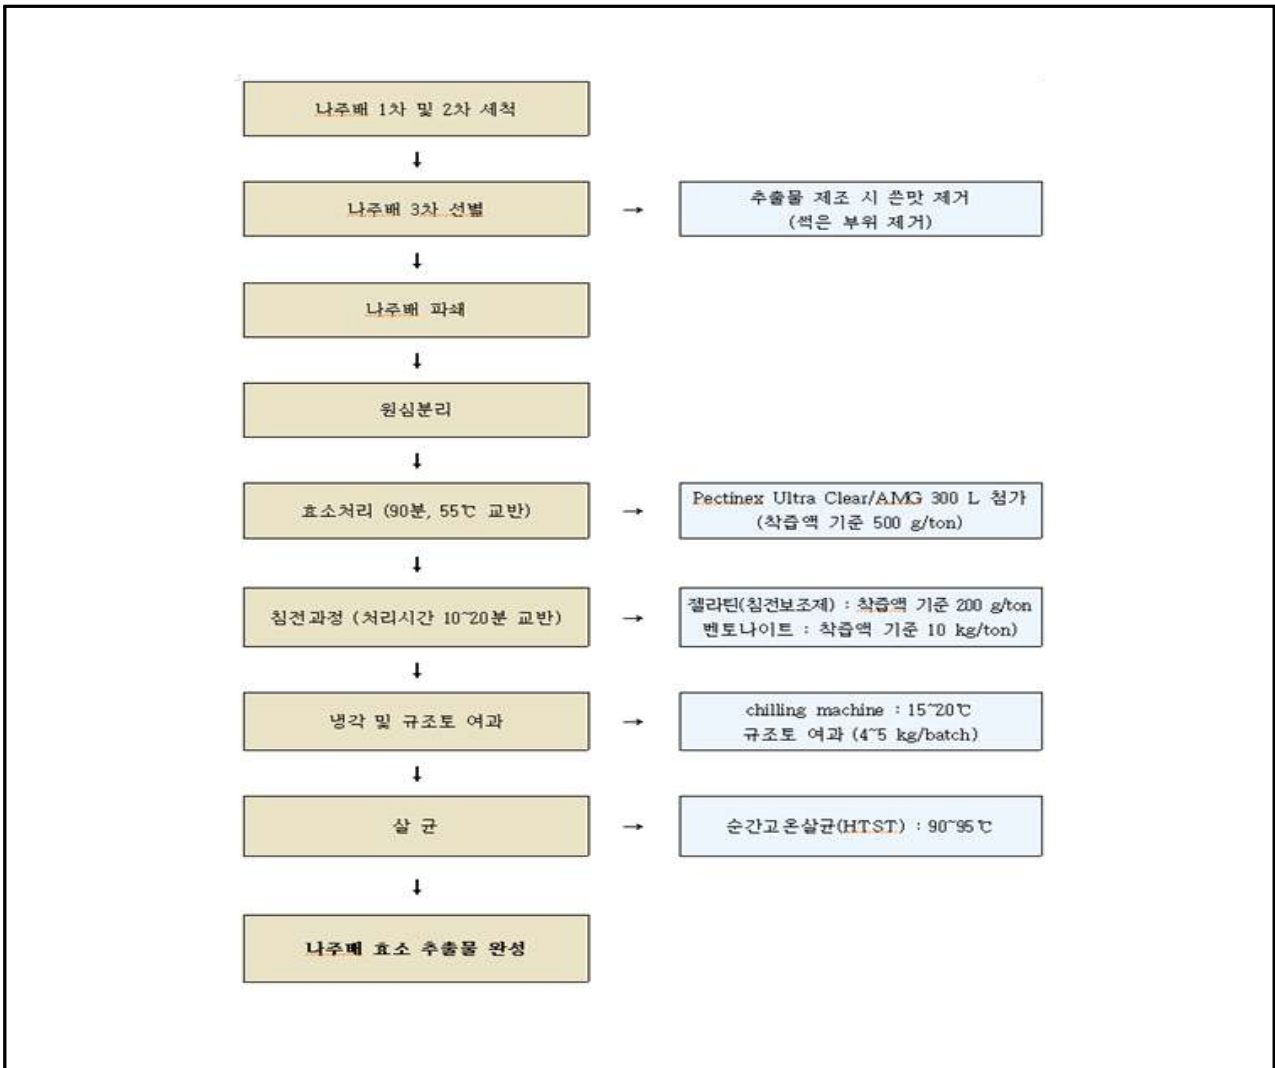 나주배 1차 및 2차 세척
나주배 3차 선별
→
추출물 제조 시 쓴맛 제거
(썩은 부위 제거)
나주배 파쇄
원심분리
효소처리 (90분, 55℃ 교반)
→
Pectinex Ultra Clear/AMG 300 L 첨가
(착즙액 기준 500 g/ton)
침전과정 (처리시간 10~20분 교반)
→
젤라틴(침전보조제) : 착즙액 기준 200 g/ton
벤토나이트 : 착즙액 기준 10 kg/ton)
냉각 및 규조토 여과
→
chilling machine : 15~20℃
규조토 여과 (4~5 kg/batch)
살 균
→
순간고온살균(HTST) : 90~95℃
나주배 효소 추출물 완성